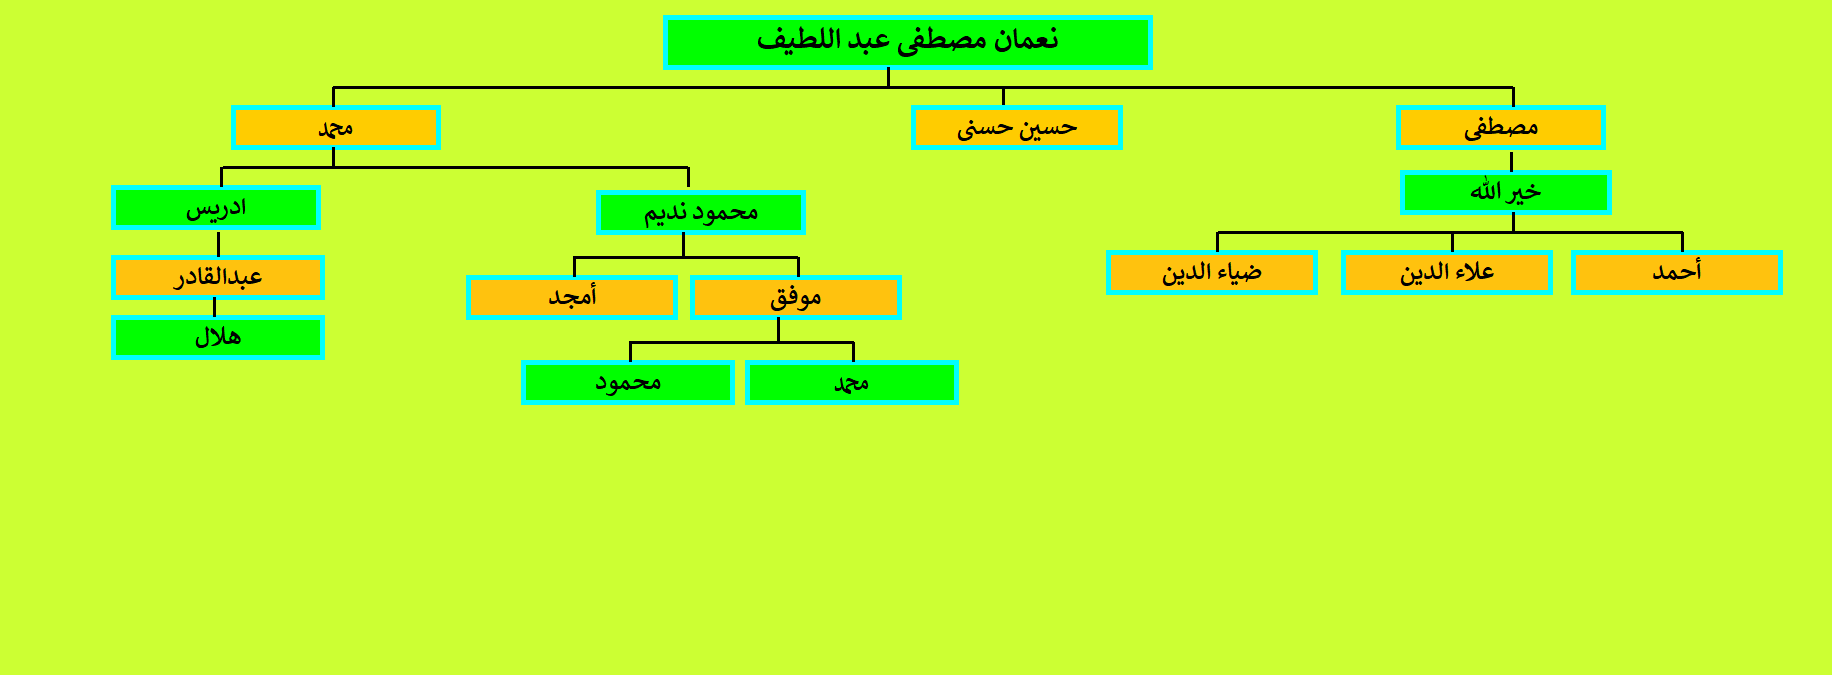 نعمان مصطفى عبد اللطيف
مصطفى
حسين حسنى
محمد
خير الله
محمود نديم
ادريس
أحمد
علاء الدين
ضياء الدين
موفق
أمجد
عبدالقادر
محمد
محمود
هلال